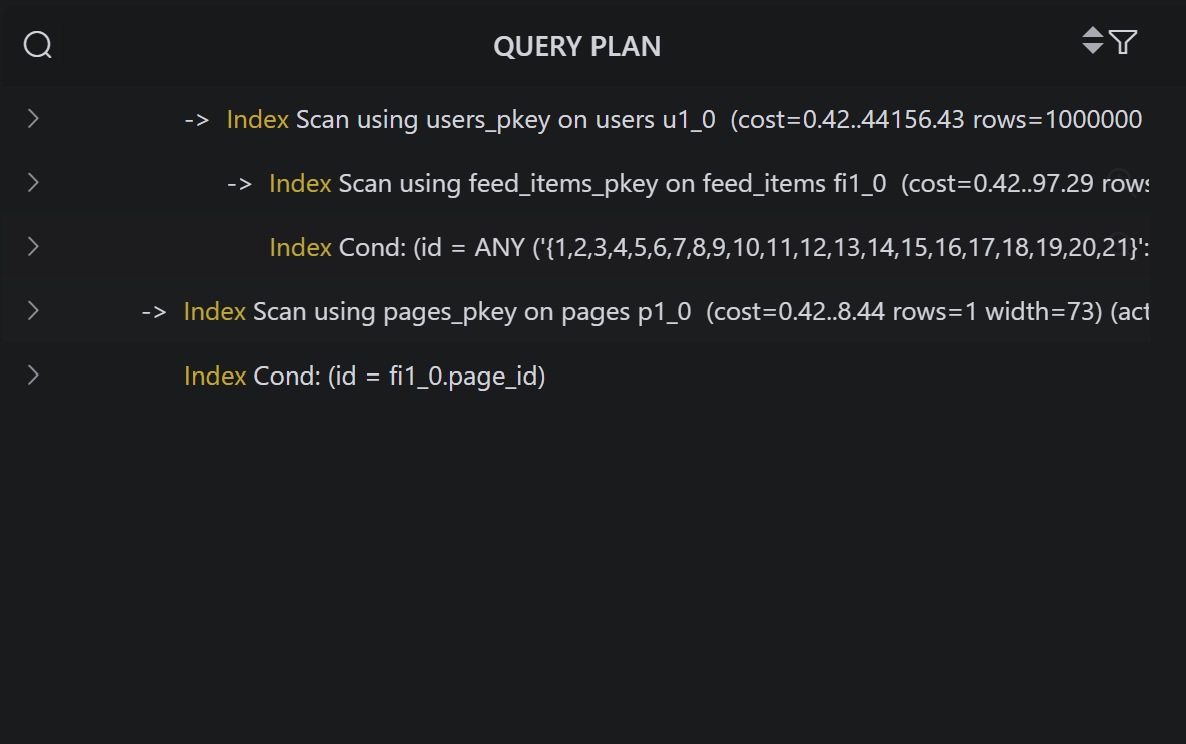 QUERY PLAN
-> Index Scan using users_pkey on users u1_0 (cost=0.42..44156.43 rows=1000000
-> Index Scan using feed_items_pkey on feed_items fi1_0 (cost=0.42..97.29 rows
Index Cond: (id = ANY ('{1,2,3,4,5,6,7,8,9,10,11,12,13,14,15,16,17,18,19,20,21}':
-> Index Scan using pages_pkey on pages p1_0 (cost=0.42..8.44 rows=1 width=73) (act
Index Cond: (id = fi1_0.page_id)